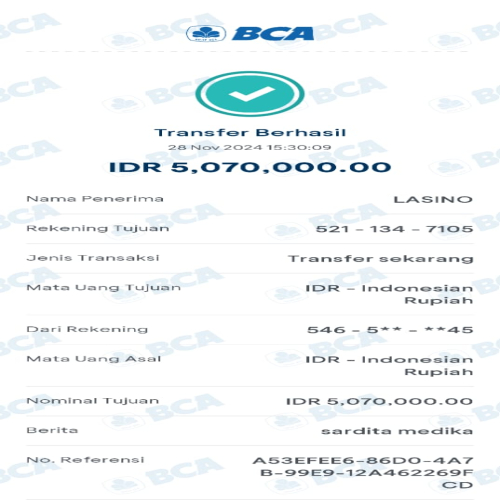 BCA
Transfer Berhasil
28 Nov 2024 15:30:09
IDR 5,070,000.00
Nama Penerima LASINO
Rekening Tujuan 521 - 134 - 7105
Jenis Transaksi Transfer sekarang
Mata Uang Tujuan IDR - Indonesian
Rupiah
Dari Rekening 546 - 5** - **45
Mata Uang Asal IDR - Indonesian
Rupiah
Nominal Tujuan IDR 5,070,000.00
Berita sardita medika
No. Referensi A53EFEE6-86D0-4A7
B-99E9-12A462269F
CD